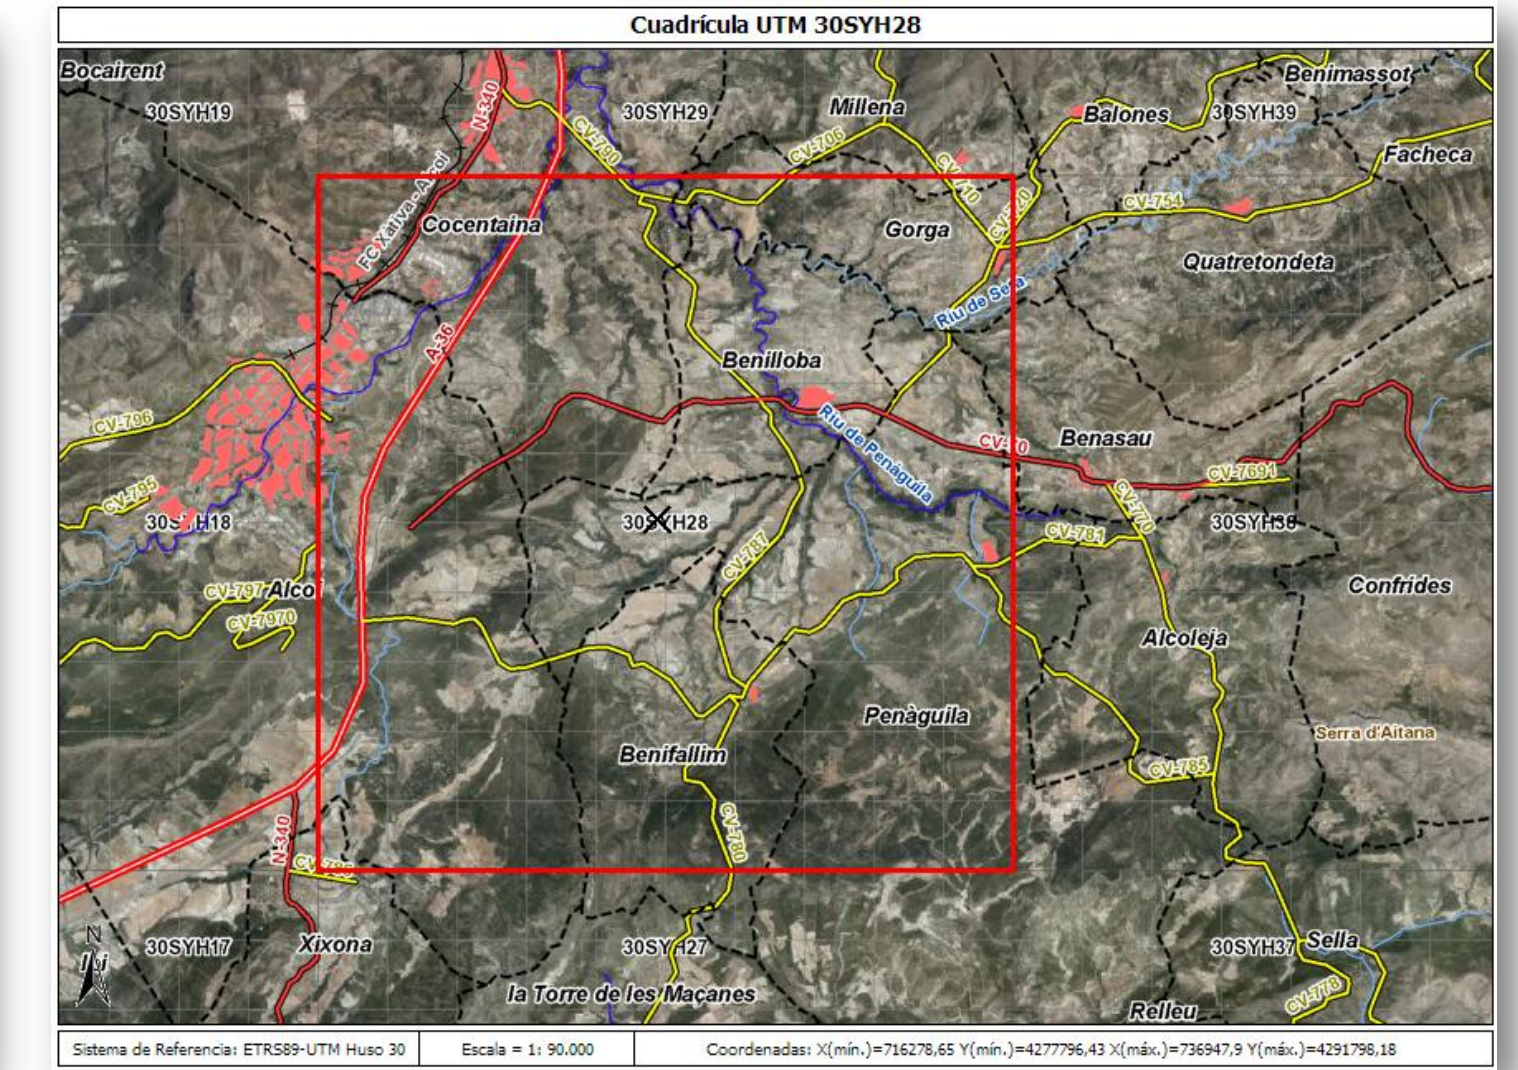 Cuadrícula UTM 30SYH28
Bocairent
Benimassot
30SYH19
N-340
30SYH29
Millena
Balones
30SYH39
CV-790
CV-706
Facheca
CV-710
FC Xàtiva - Alcoi
CV-720
CV-754
Cocentaina
Gorga
Quatretondeta
Riu de Seta
A-36
Benilloba
CV-796
Riu de Penàguila
CV-70
Benasau
CV-7691
CV-795
30SYH18
30SYH28
CV-770
30SYH38
CV-787
CV-781
CV-797
Alcoi
Confrides
CV-7970
Alcoleja
Penàguila
Serra d'Aitana
Benifallim
CV-785
CV-780
N-340
N
30SYH17
Xixona
30SYH27
30SYH37
Sella
Ibi
la Torre de les Maçanes
CV-778
Relleu
Sistema de Referencia: ETRS89-UTM Huso 30
Escala = 1: 90.000
Coordenadas: X(mín.)=716278,65 Y(mín.)=4277796,43 X(máx.)=736947,9 Y(máx.)=4291798,18